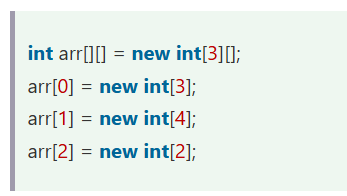 int arr[][] = new int[3][];
arr[0] = new int[3];
arr[1] = new int[4];
arr[2] = new int[2];